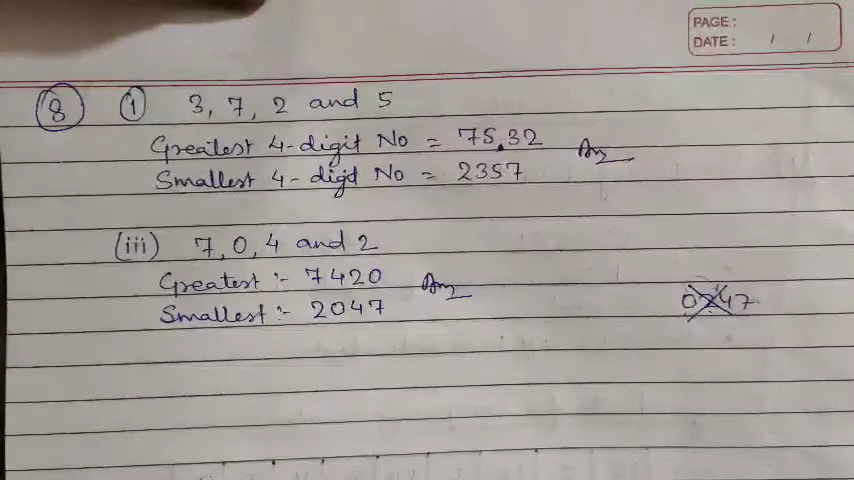 PAGE:
DATE: / /
8 1 3, 7, 2 and 5
Greatest 4-digit No = 75.32 Ans
Smallest 4-digit No = 2357
(iii) 7, 0, 4 and 2
Greatest :- 7420 Ans
Smallest :- 2047 0247